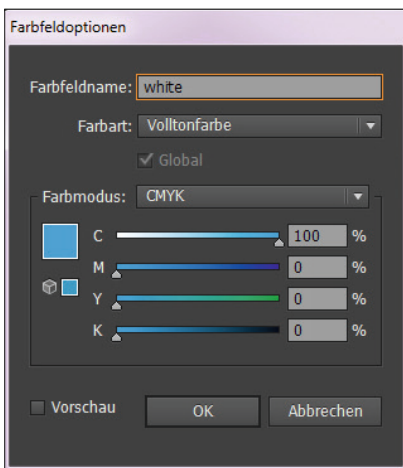 Farbfeldoptionen
Farbfeldname: white
Farbart: Volltonfarbe
Global
Farbmodus: CMYK
C 100 %
M 0 %
Y 0 %
K 0 %
Vorschau OK Abbrechen